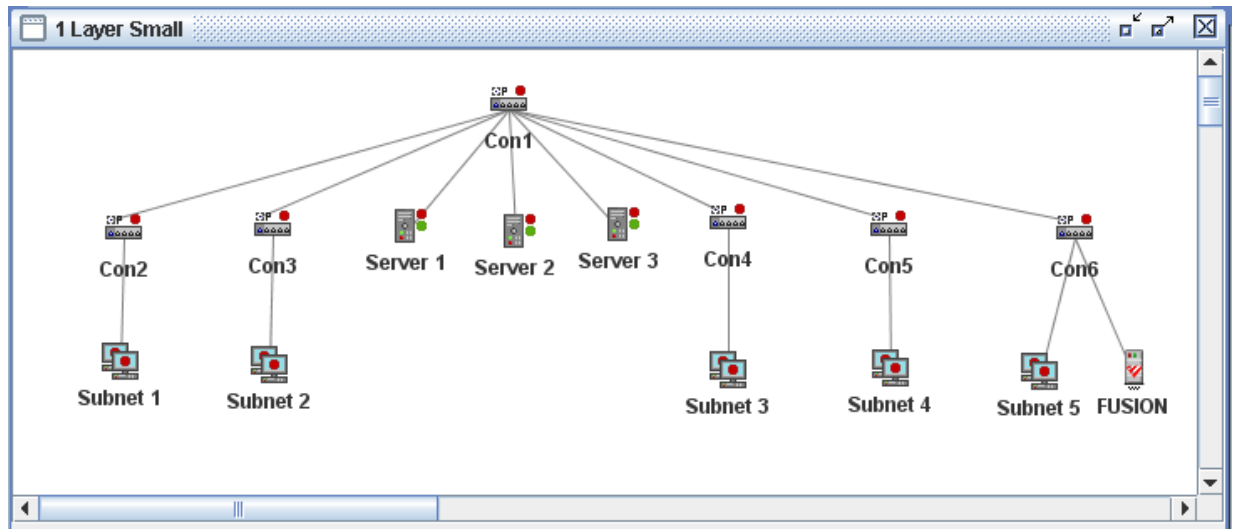 1 Layer Small
Con1
Con2
Con3
Server 1
Server 2
Server 3
Con4
Con5
Con6
Subnet 1
Subnet 2
Subnet 3
Subnet 4
Subnet 5
FUSION